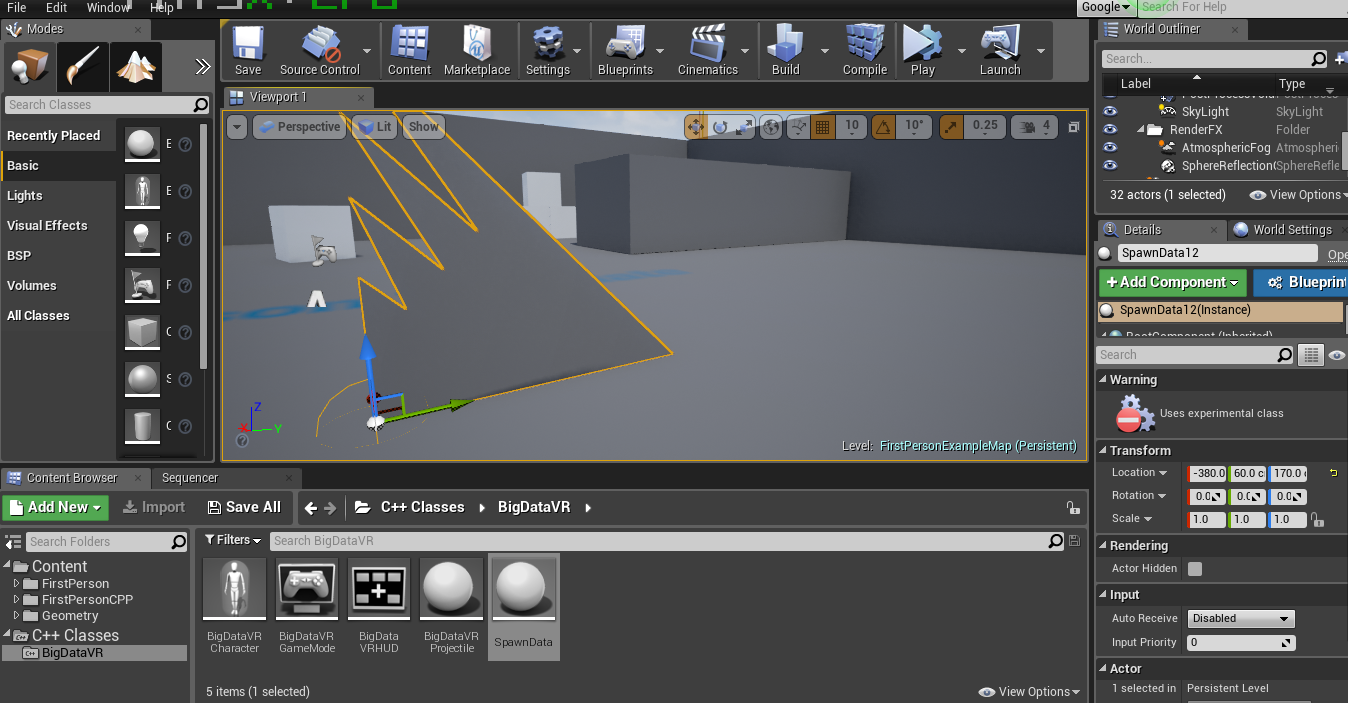 File Edit Window Help
Google Search For Help
Modes
World Outliner
Save Source Control Content Marketplace Settings Blueprints Cinematics Build Compile Play Launch
Search...
Label Type
Search Classes
Viewport 1
SkyLight SkyLight
RenderFX Folder
AtmosphericFog Atmospheric
SphereReflection SphereRefle
32 actors (1 selected) View Options
Perspective Lit Show 10 10° 0.25 4
Recently Placed
Basic
Lights
Visual Effects
BSP
Volumes
All Classes
E
E
F
F
C
S
C
Z
Y
Level: FirstPersonExampleMap (Persistent)
Details World Settings
SpawnData12 Ope
Add Component Blueprint
SpawnData12(Instance)
RootComponent (Inherited)
Search
Warning
Uses experimental class
Transform
Location -380.0 60.0 c 170.0
Rotation 0.0 0.0 0.0
Scale 1.0 1.0 1.0
Rendering
Actor Hidden
Input
Auto Receive Disabled
Input Priority 0
Actor
1 selected in Persistent Level
Content Browser Sequencer
Add New Import Save All C++ Classes BigDataVR
Search Folders
Filters Search BigDataVR
Content
FirstPerson
FirstPersonCPP
Geometry
C++ Classes
BigDataVR
BigDataVR
Character
BigDataVR
GameMode
BigData
VRHUD
BigDataVR
Projectile
SpawnData
5 items (1 selected) View Options